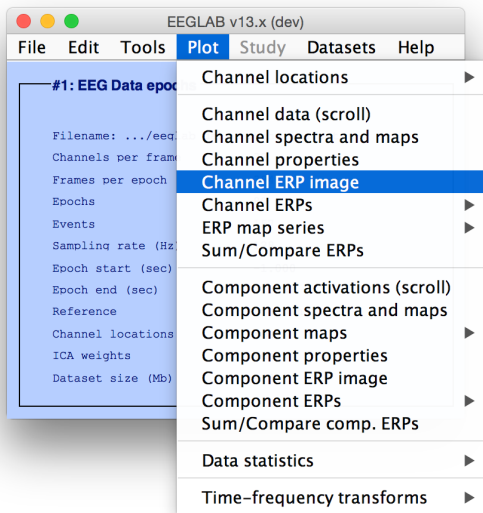 EEGLAB v13.x (dev)
File Edit Tools Plot Study Datasets Help
#1: EEG Data epoc
Filename: .../eegla
Channels per frame
Frames per epoch
Epochs
Events
Sampling rate (Hz)
Epoch start (sec)
Epoch end (sec)
Reference
Channel locations
ICA weights
Dataset size (Mb)
Channel locations
Channel data (scroll)
Channel spectra and maps
Channel properties
Channel ERP image
Channel ERPs
ERP map series
Sum/Compare ERPs
Component activations (scroll)
Component spectra and maps
Component maps
Component properties
Component ERP image
Component ERPs
Sum/Compare comp. ERPs
Data statistics
Time-frequency transforms